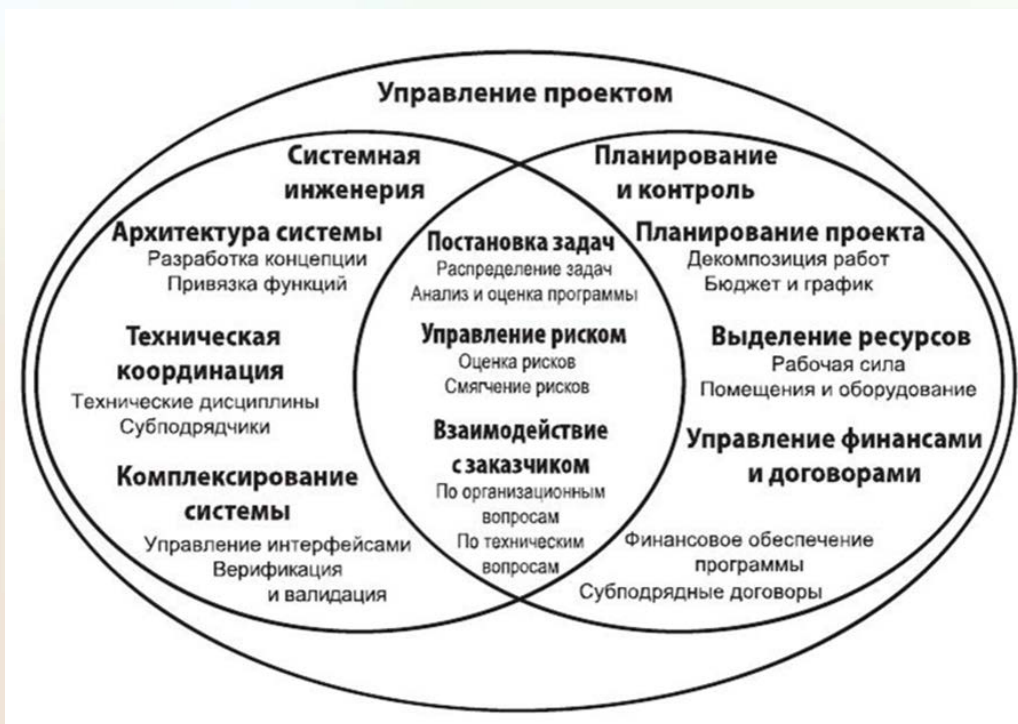 Управление проектом
Системная
инженерия
Архитектура системы
Разработка концепции
Привязка функций
Техническая
координация
Технические дисциплины
Субподрядчики
Комплексирование
системы
Управление интерфейсами
Верификация
и валидация
Постановка задач
Распределение задач
Анализ и оценка программы
Управление риском
Оценка рисков
Смягчение рисков
Взаимодействие
с заказчиком
По организационным
вопросам
По техническим
вопросам
Планирование
и контроль
Планирование проекта
Декомпозиция работ
Бюджет и график
Выделение ресурсов
Рабочая сила
Помещения и оборудование
Управление финансами
и договорами
Финансовое обеспечение
программы
Субподрядные договоры